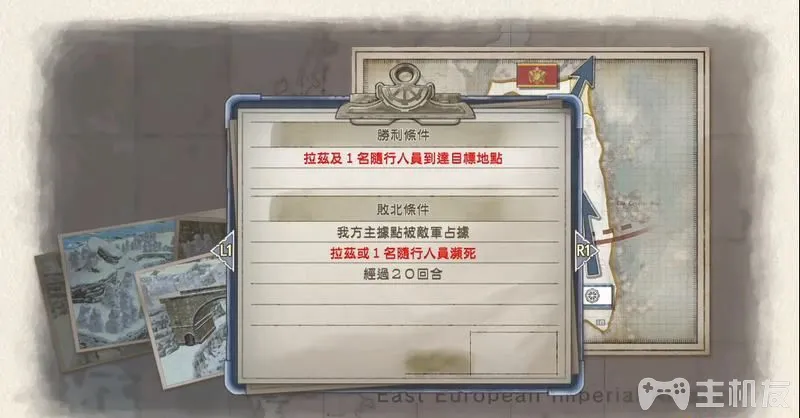 勝利條件
拉茲及1名隨行人員到達目標地點
敗北條件
我方主據點被敵軍占據
L1
R1
拉茲或1名隨行人員瀕死
經過20回合
East European Imperial
主机友